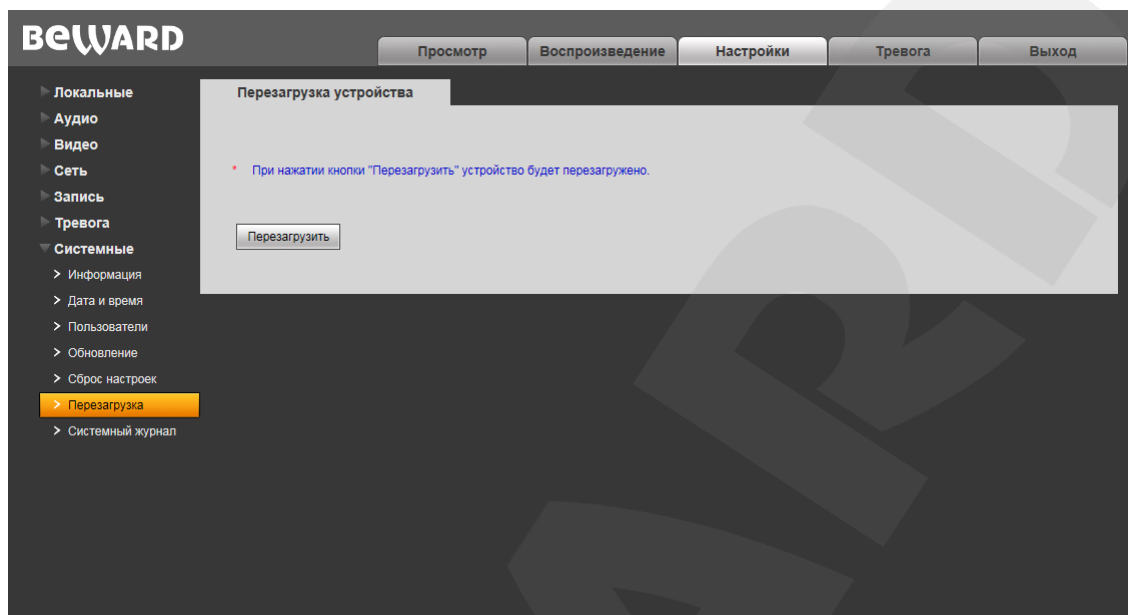 BEWARD
Просмотр Воспроизведение Настройки Тревога Выход
Локальные
Аудио
Видео
Сеть
Запись
Тревога
Системные
> Информация
> Дата и время
> Пользователи
> Обновление
> Сброс настроек
> Перезагрузка
> Системный журнал
Перезагрузка устройства
* При нажатии кнопки "Перезагрузить" устройство будет перезагружено.
Перезагрузить